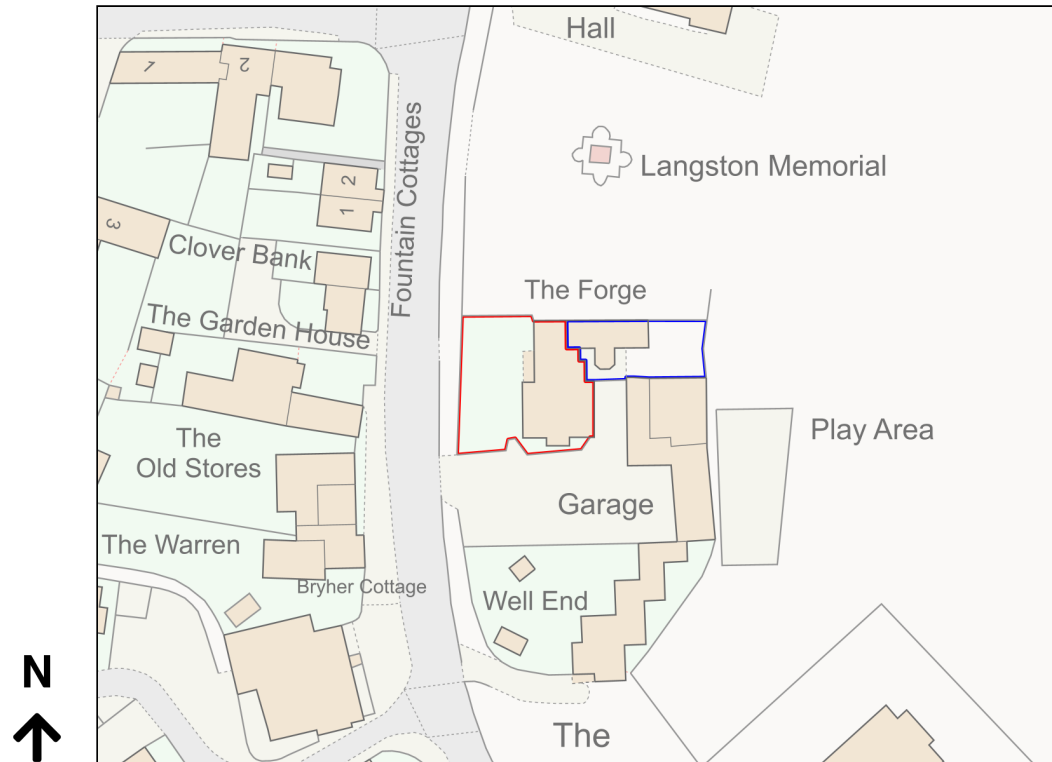 Hall
1
2
Fountain Cottages
Langston Memorial
2
1
3
Clover Bank
The Forge
The Garden House
The
Old Stores
Play Area
Garage
The Warren
Bryher Cottage
Well End
N
The